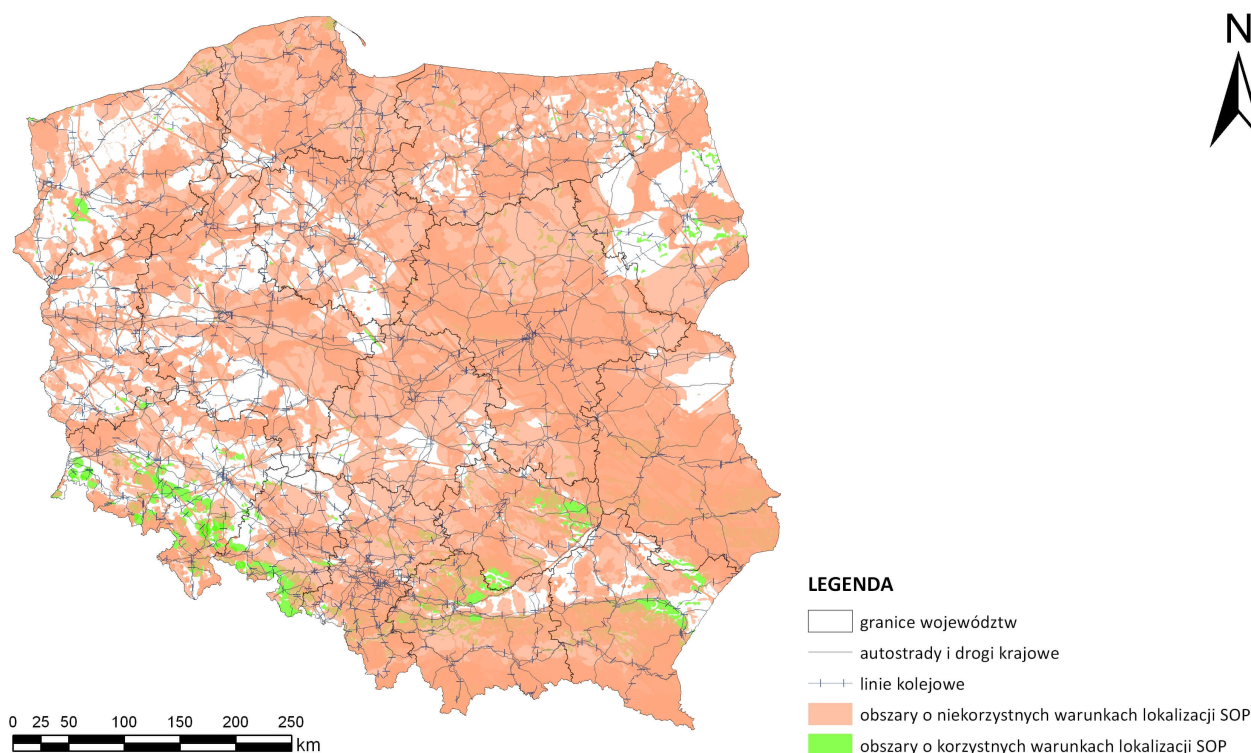 N
LEGENDA
granice województw
autostrady i drogi krajowe
linie kolejowe
obszary o niekorzystnych warunkach lokalizacji SOP
obszary o korzystnych warunkach lokalizacji SOP
0 25 50 100 150 200 250
km